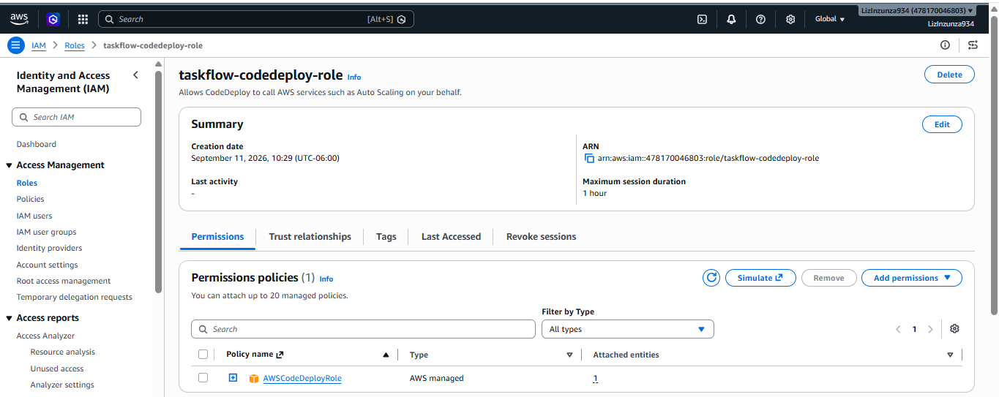 aws
Search [Alt+S]
Global
LizInzunza934 (478170046803)
LizInzunza934
IAM > Roles > taskflow-codedeploy-role
Identity and Access Management (IAM)
Search IAM
Dashboard
Access Management
Roles
Policies
IAM users
IAM user groups
Identity providers
Account settings
Root access management
Temporary delegation requests
Access reports
Access Analyzer
Resource analysis
Unused access
Analyzer settings
taskflow-codedeploy-role Info
Delete
Allows CodeDeploy to call AWS services such as Auto Scaling on your behalf.
Summary
Edit
Creation date
September 11, 2026, 10:29 (UTC-06:00)
ARN
arn:aws:iam::478170046803:role/taskflow-codedeploy-role
Last activity
-
Maximum session duration
1 hour
Permissions Trust relationships Tags Last Accessed Revoke sessions
Permissions policies (1) Info
Simulate Remove Add permissions
You can attach up to 20 managed policies.
Filter by Type
Search
All types
1
Policy name Type Attached entities
AWSCodeDeployRole AWS managed 1